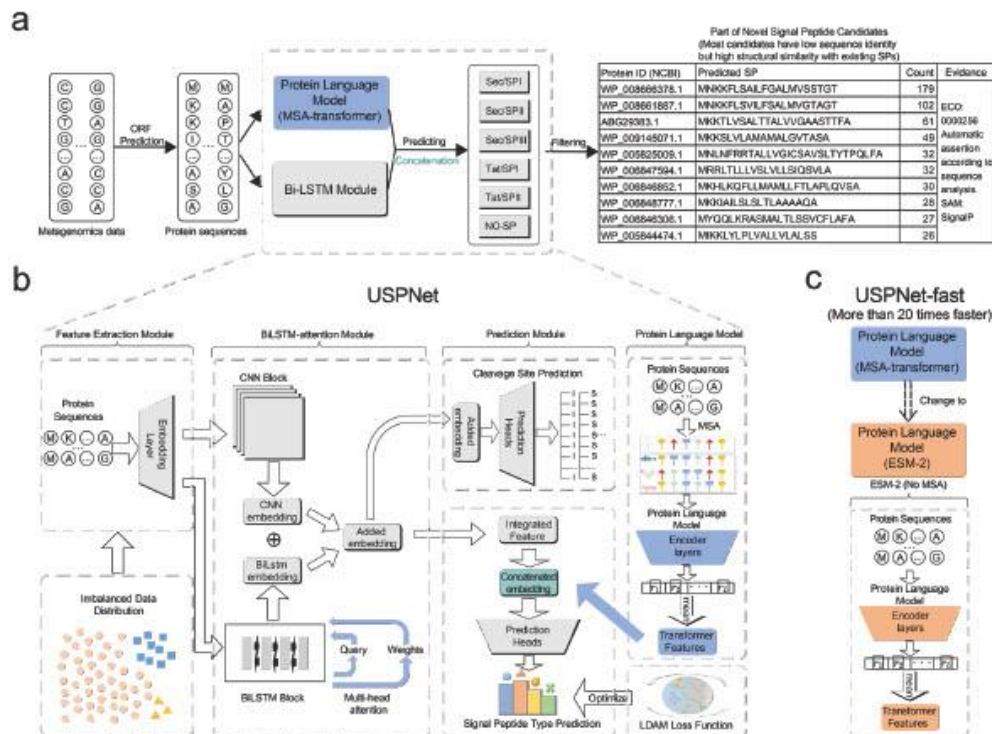 a
Part of Novel Signal Peptide Candidates
(Most candidates have low sequence identity
but high structural similarity with existing SPs)
Protein ID (NCBI) Predicted SP Count Evidence
WP_008666378.1 MNKKFLSAILFGALMVSSTGT 179
WP_008661887.1 MNKKFLSVILFSALMVGTAGT 102
ABG29383.1 MKKTLVSALTTALVVGAASTTFA 61
WP_009145071.1 MKKSLVLAMAMALGVTASA 49
WP_005825009.1 MNLNFRRTALLVGICSAVSLTYTPQLFA 32
WP_006847594.1 MRRLTLLLVSLVLLSIQSVLA 32
WP_006846852.1 MKHLKQFLLMAMLLFTLAPLQVEA 30
WP_006848777.1 MKKIAILSLSLTLAAAAQA 28
WP_006846306.1 MYQQLKRASMALTLSSVCFLAFA 27
WP_005844474.1 MIKKLYLPLVALLVLALSS 26
ECO:
0000256
Automatic
assertion
according to
sequence
analysis.
SAM:
SignalP
C G
C G
T A
G G
A G
... ...
C C
C C
G A
Metagenomics data
ORF
Prediction
M M
K A
K P
I T
... ...
A Y
S L
A G
Protein sequences
Protein Language
Model
(MSA-transformer)
Bi-LSTM Module
Predicting
Concatenation
Sec/SPI
Sec/SPII
Sec/SPIII
Tat/SPI
Tat/SPII
NO-SP
Filtering
b
USPNet
Feature Extraction Module
Protein
Sequences
M K ... A
M A ... G
Embedding
Layer
Imbalanced Data
Distribution
BiLSTM-attention Module
CNN Block
CNN
embedding
⊕
BiLstm
embedding
Added
embedding
BiLSTM Block
Query
Weights
Multi-head
attention
Prediction Module
Cleavage Site Prediction
Added
embedding
Prediction
Heads
Integrated
Feature
Concatenated
embedding
Prediction
Heads
Signal Peptide Type Prediction
Optimize
LDAM Loss Function
Protein Language Model
Protein Sequences
M K ... A
M A ... G
MSA
Protein Language
Model
Encoder
layers
mean
Transformer
Features
c
USPNet-fast
(More than 20 times faster)
Protein Language
Model
(MSA-transformer)
Change to
Protein Language
Model
(ESM-2)
ESM-2 (No MSA)
Protein Sequences
M K ... A
M A ... G
Protein Language
Model
Encoder
layers
mean
Transformer
Features